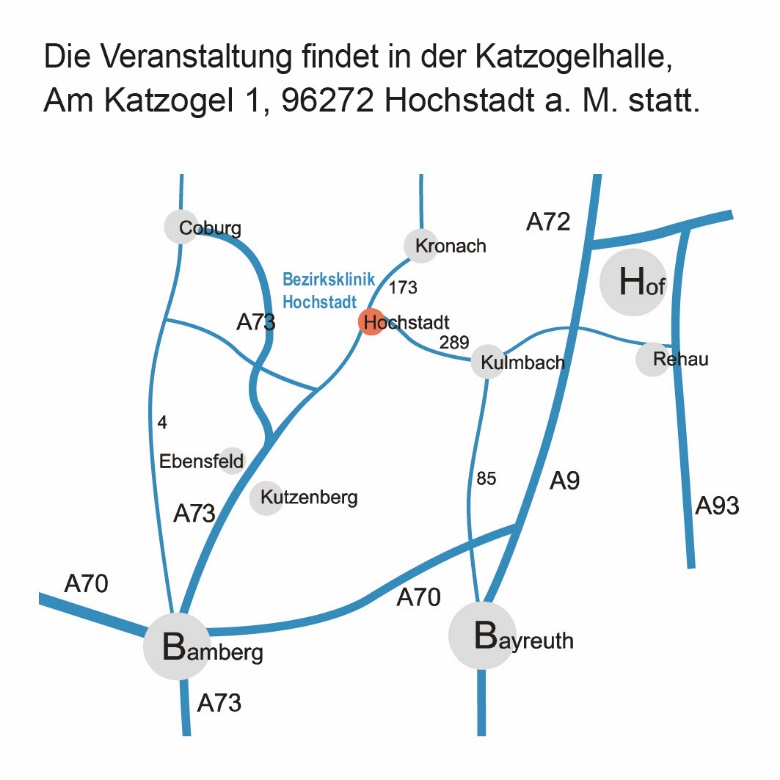 Die Veranstaltung findet in der Katzogelhalle,
Am Katzogel 1, 96272 Hochstadt a. M. statt.
A72
Coburg
Kronach
Bezirksklinik
Hochstadt
173
Hof
A73
Hochstadt
289
Kulmbach
Rehau
4
Ebensfeld
85
A9
Kutzenberg
A73
A93
A70
A70
Bamberg
Bayreuth
A73